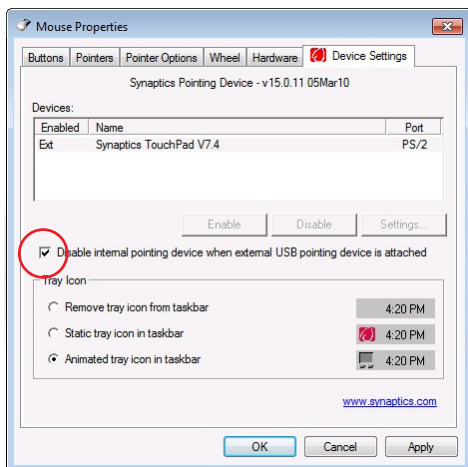 Mouse Properties
Buttons Pointers Pointer Options Wheel Hardware Device Settings
Synaptics Pointing Device - v15.0.11 05Mar10
Devices:
Enabled Name Port
Ext Synaptics TouchPad V7.4 PS/2
Enable Disable Settings...
Disable internal pointing device when external USB pointing device is attached
Tray Icon
Remove tray icon from taskbar 4:20 PM
Static tray icon in taskbar 4:20 PM
Animated tray icon in taskbar 4:20 PM
www.synaptics.com
OK Cancel Apply